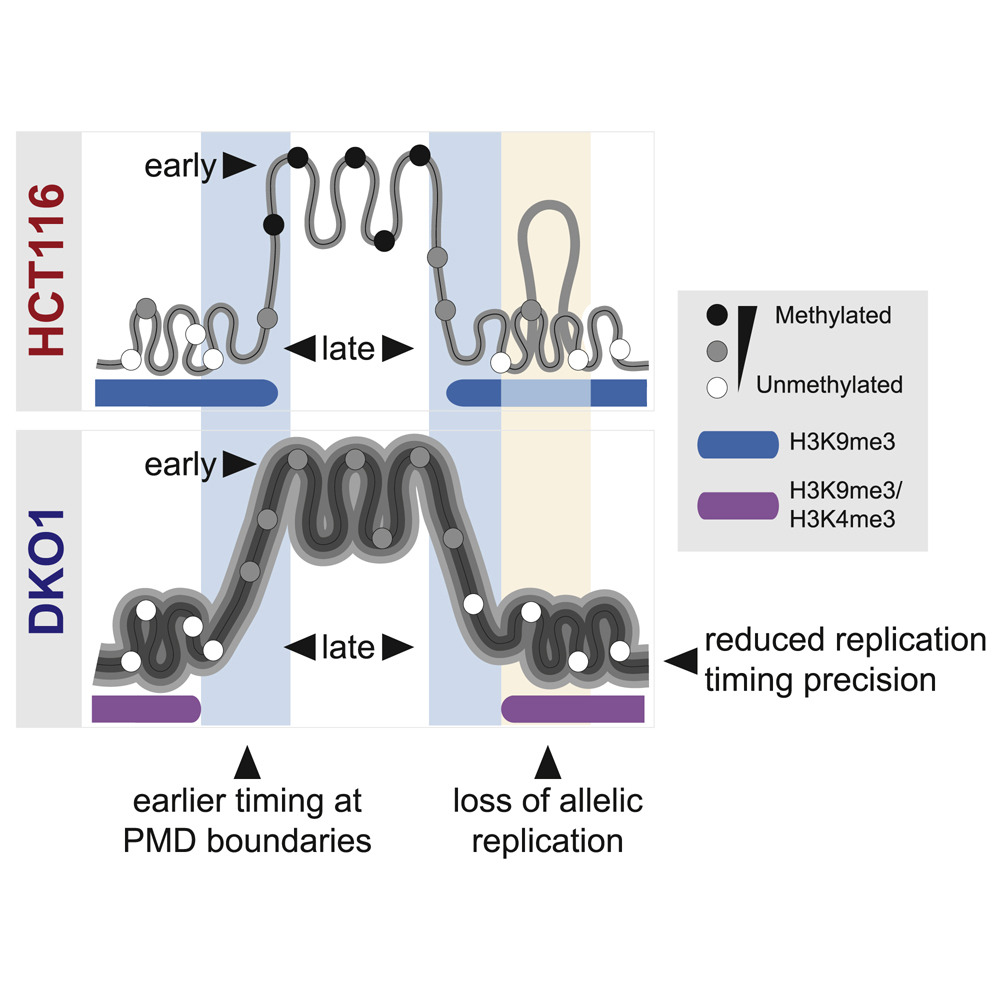 HCT116
early
late
DKO1
early
late
Methylated
Unmethylated
H3K9me3
H3K9me3/
H3K4me3
reduced replication
timing precision
earlier timing at
PMD boundaries
loss of allelic
replication